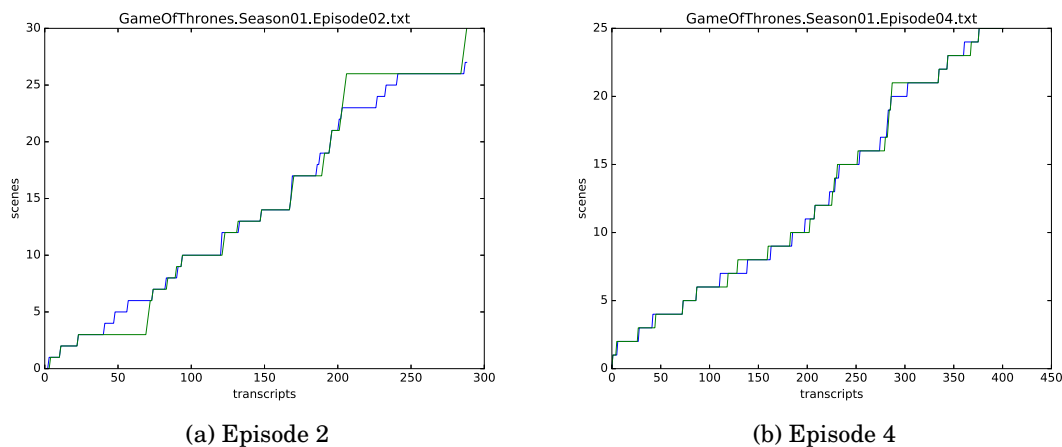 GameOfThrones.Season01.Episode02.txt
30
25
20
15
10
5
0
scenes
0 50 100 150 200 250 300
transcripts
(a) Episode 2
GameOfThrones.Season01.Episode04.txt
25
20
15
10
5
0
scenes
0 50 100 150 200 250 300 350 400 450
transcripts
(b) Episode 4